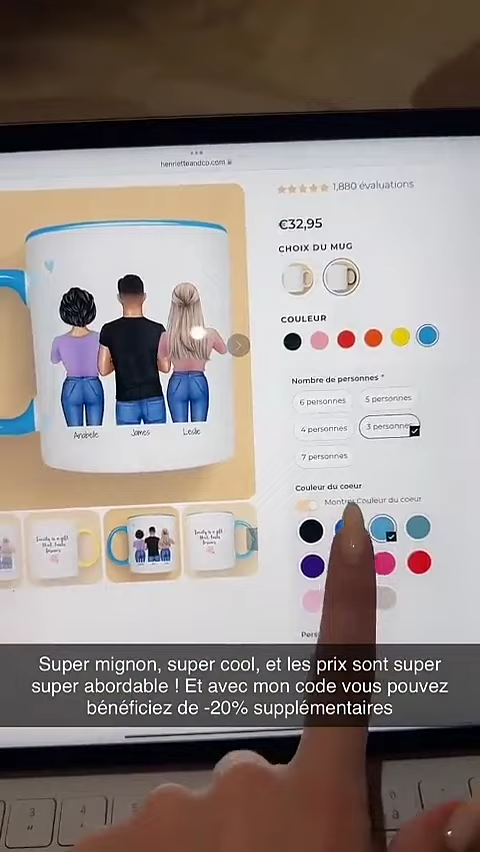 henrietteandco.com
1,880 évaluations
€32,95
CHOIX DU MUG
COULEUR
Nombre de personnes *
6 personnes
5 personnes
4 personnes
3 personnes
7 personnes
Couleur du coeur
Montrer Couleur du coeur
Anabelle
James
Leslie
Super mignon, super cool, et les prix sont super
super abordable ! Et avec mon code vous pouvez
bénéficiez de -20% supplémentaires